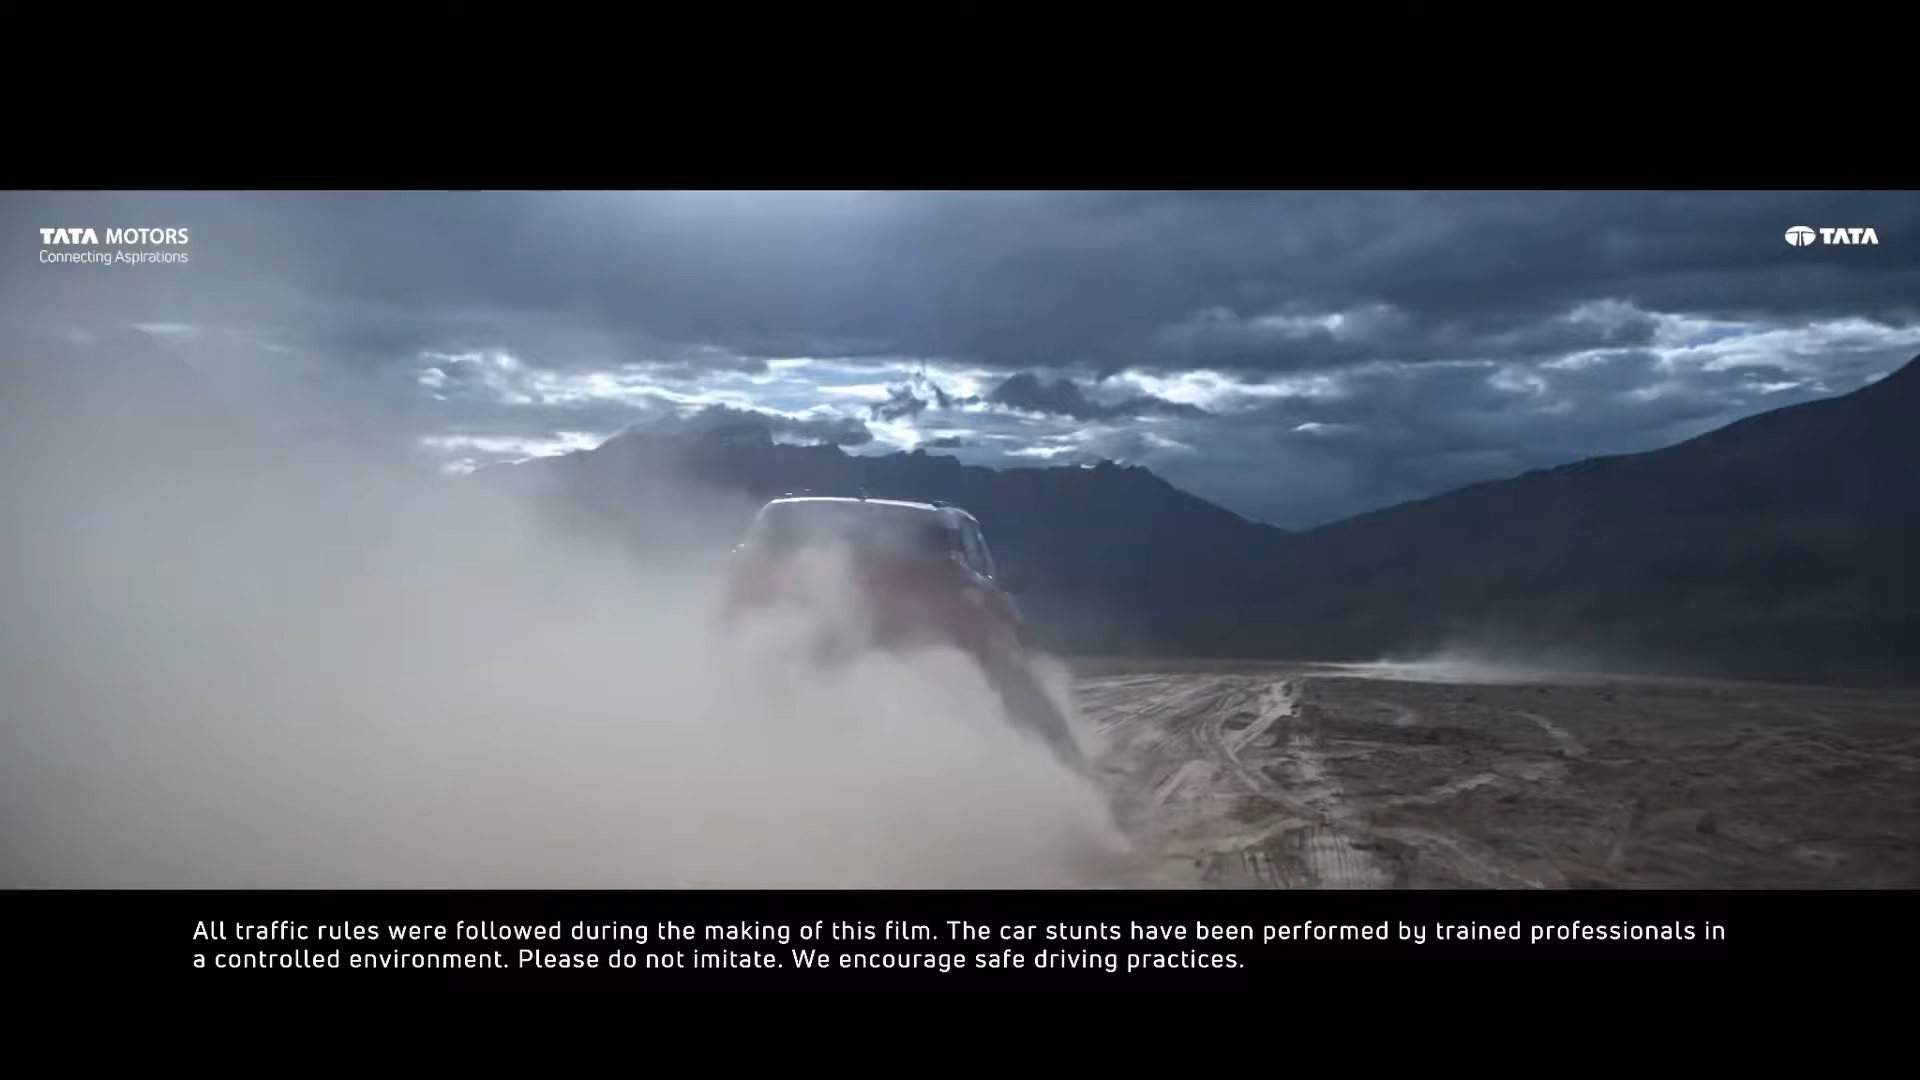 TATA MOTORS
Connecting Aspirations
TATA
All traffic rules were followed during the making of this film. The car stunts have been performed by trained professionals in
a controlled environment. Please do not imitate. We encourage safe driving practices.